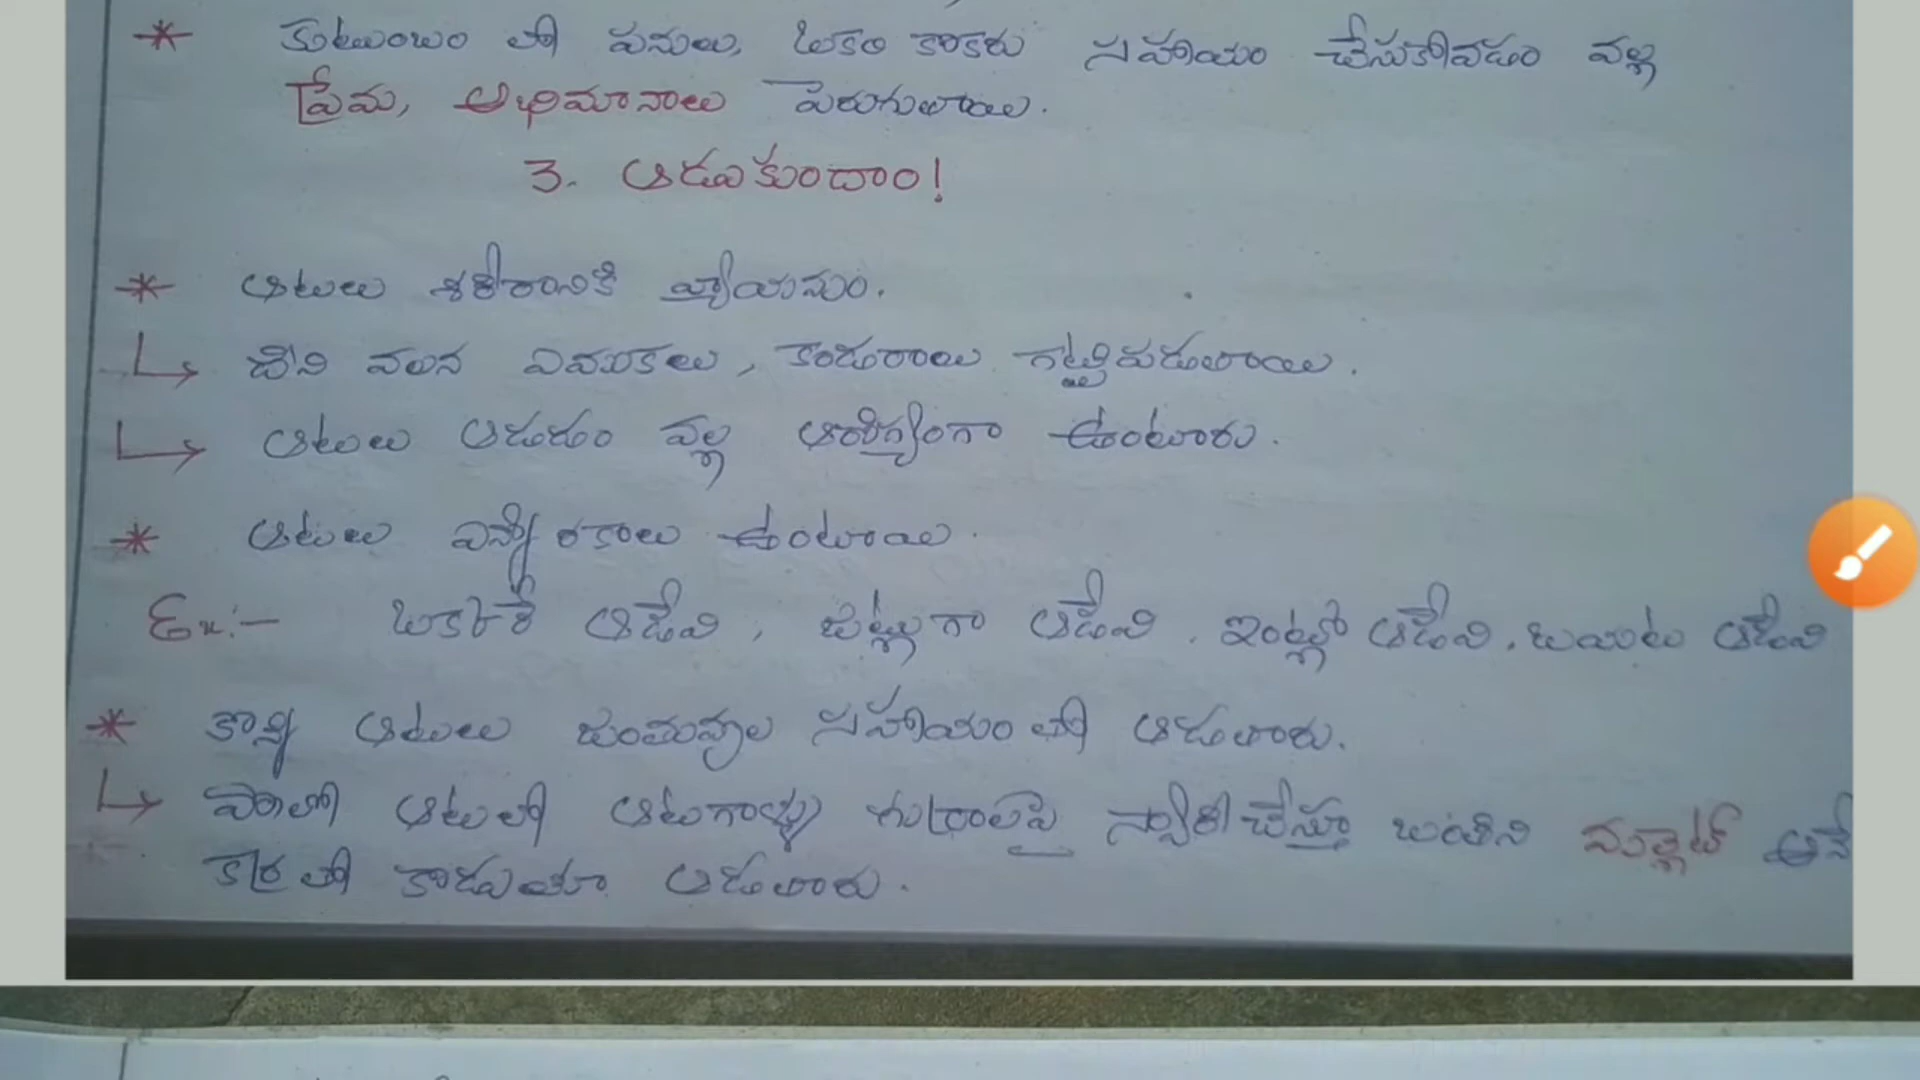 * కుటుంబం లో పనులు, ఒకరి కొకరు సహాయం చేసుకోవడం వల్ల
ప్రేమ, అభిమానాలు పెరుగుతాయి.
3. ఆడుకుందాం!
* ఆటలు శరీరానికి వ్యాయామం.
↳ దీని వలన ఎముకలు, కండరాలు గట్టిపడుతాయి.
↳ ఆటలు ఆడడం వల్ల ఆరోగ్యంగా ఉంటారు.
* ఆటలు ఎన్నో రకాలు ఉంటాయి.
Ex:- ఒకరికే ఆడేవి, జట్లుగా ఆడేవి. ఇంట్లో ఆడేవి. బయట ఆడేవి
* కొన్ని ఆటలు జంతువుల సహాయం తో ఆడుతారు.
↳ పోలో ఆటలో ఆటగాళ్ళు గుర్రాలపై స్వారీ చేస్తూ బంతిని మల్లెట్ అనే
కర్ర తో కొడుతూ ఆడుతారు.